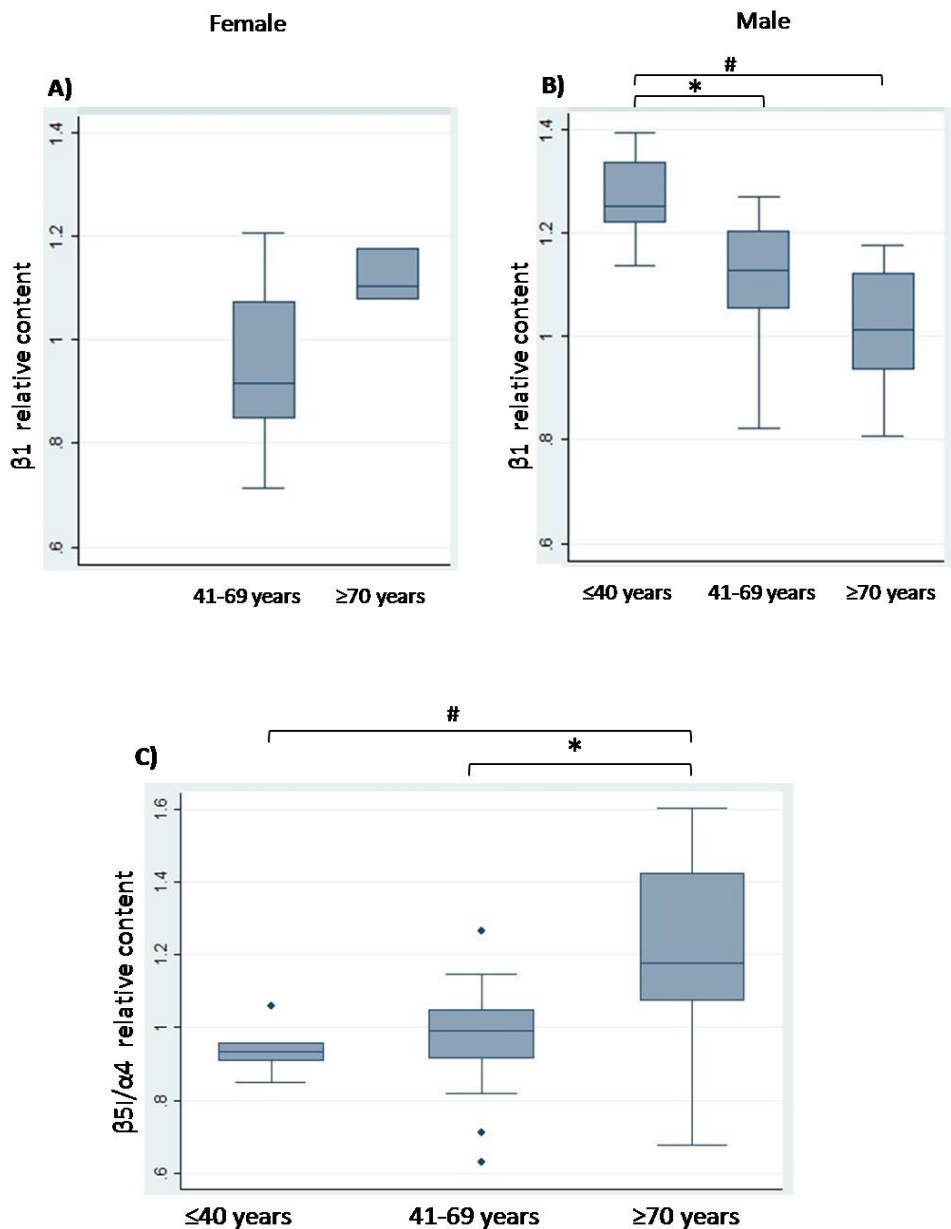 Female
Male
A)
B)
#
*
β1 relative content
1.4
1.2
1
.8
.6
41-69 years
≥70 years
β1 relative content
1.4
1.2
1
.8
.6
≤40 years
41-69 years
≥70 years
#
*
C)
β5I/α4 relative content
1.6
1.4
1.2
1
.8
.6
≤40 years
41-69 years
≥70 years